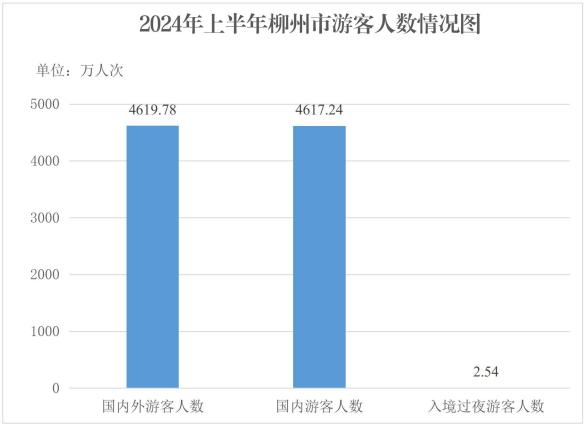 2024年上半年柳州市游客人数情况图
单位：万人次
5000
4619.78
4617.24
4000
3000
2000
1000
2.54
0
国内外游客人数
国内游客人数
入境过夜游客人数